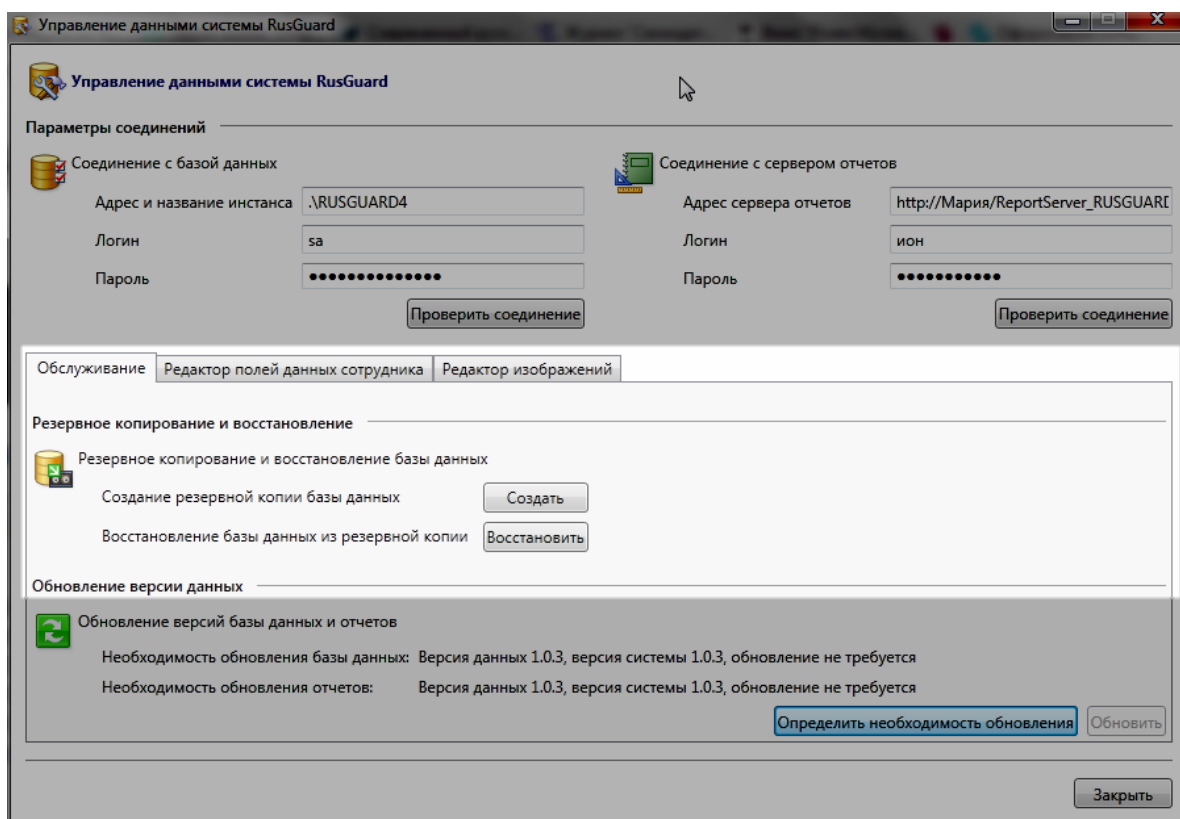 Управление данными системы RusGuard
Управление данными системы RusGuard
Параметры соединений
Соединение с базой данных
Адрес и название инстанса .\RUSGUARD4
Логин sa
Пароль ●●●●●●●●●●●●●●
Проверить соединение
Соединение с сервером отчетов
Адрес сервера отчетов http://Мария/ReportServer_RUSGUARD
Логин ион
Пароль ●●●●●●●●●●●
Проверить соединение
Обслуживание Редактор полей данных сотрудника Редактор изображений
Резервное копирование и восстановление
Резервное копирование и восстановление базы данных
Создание резервной копии базы данных Создать
Восстановление базы данных из резервной копии Восстановить
Обновление версии данных
Обновление версий базы данных и отчетов
Необходимость обновления базы данных: Версия данных 1.0.3, версия системы 1.0.3, обновление не требуется
Необходимость обновления отчетов: Версия данных 1.0.3, версия системы 1.0.3, обновление не требуется
Определить необходимость обновления Обновить
Закрыть